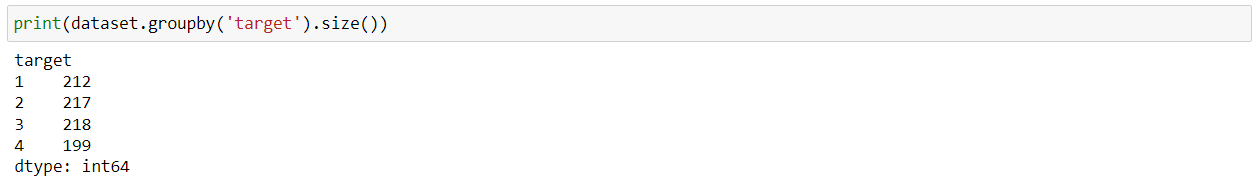 print(dataset.groupby('target').size())
target
1    212
2    217
3    218
4    199
dtype: int64